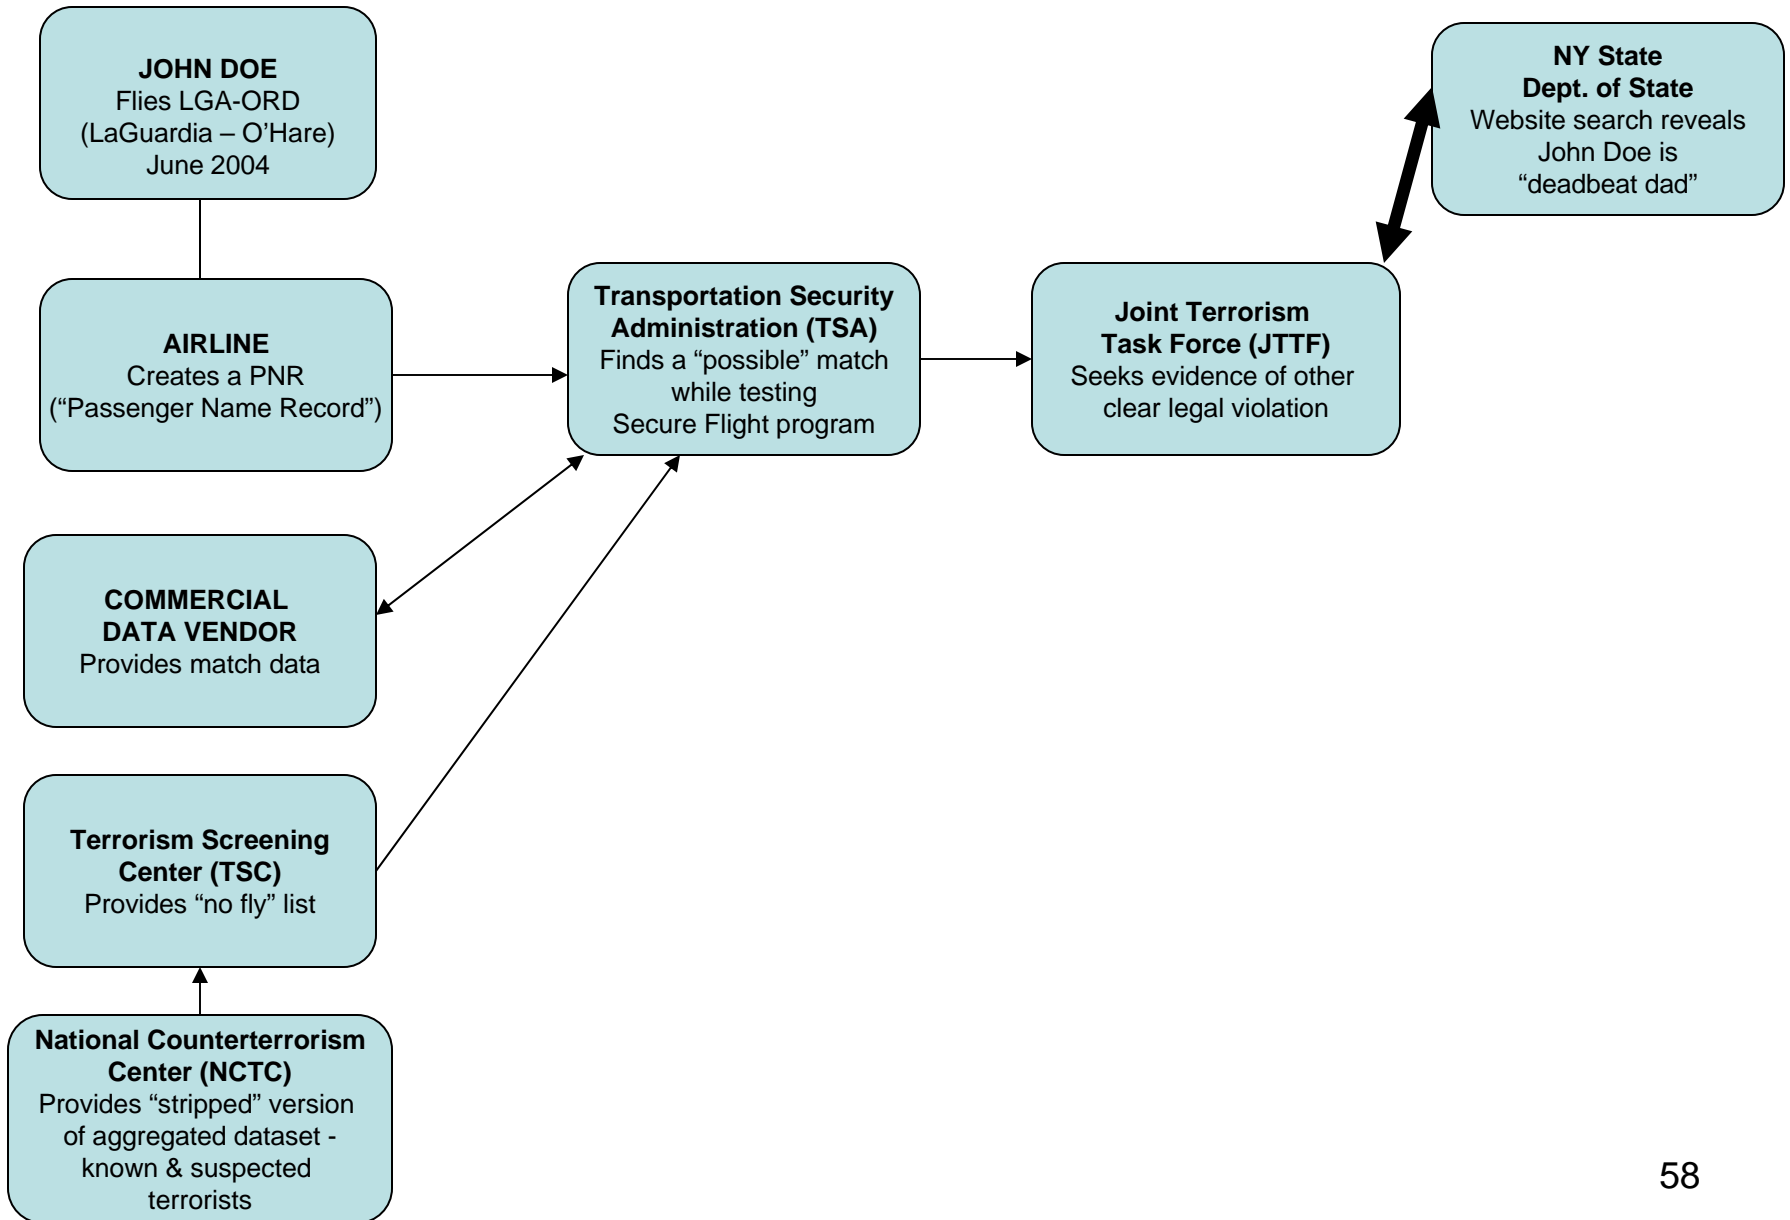 JOHN DOE
Flies LGA-ORD
(LaGuardia – O’Hare)
June 2004
NY State
Dept. of State
Website search reveals
John Doe is
“deadbeat dad”
AIRLINE
Creates a PNR
(“Passenger Name Record”)
Transportation Security
Administration (TSA)
Finds a “possible” match
while testing
Secure Flight program
Joint Terrorism
Task Force (JTTF)
Seeks evidence of other
clear legal violation
COMMERCIAL
DATA VENDOR
Provides match data
Terrorism Screening
Center (TSC)
Provides “no fly” list
National Counterterrorism
Center (NCTC)
Provides “stripped” version
of aggregated dataset -
known & suspected
terrorists
58